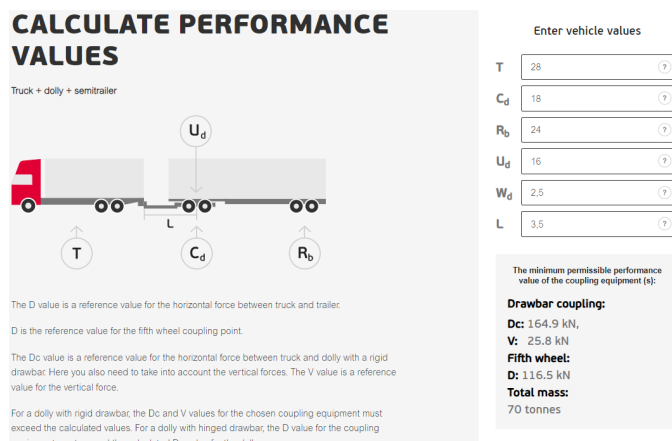 CALCULATE PERFORMANCE
VALUES
Truck + dolly + semitrailer
Ud
L
T
Cd
Rb
The D value is a reference value for the horizontal force between truck and trailer.
D is the reference value for the fifth wheel coupling point.
The Dc value is a reference value for the horizontal force between truck and dolly with a rigid
drawbar. Here you also need to take into account the vertical forces. The V value is a reference
value for the vertical force.
For a dolly with rigid drawbar, the Dc and V values for the chosen coupling equipment must
exceed the calculated values. For a dolly with hinged drawbar, the D value for the coupling
Enter vehicle values
T 28 ?
Cd 18 ?
Rb 24 ?
Ud 16 ?
Wd 2,5 ?
L 3,5 ?
The minimum permissible performance
value of the coupling equipment (s):
Drawbar coupling:
Dc: 164.9 kN,
V: 25.8 kN
Fifth wheel:
D: 116.5 kN
Total mass:
70 tonnes